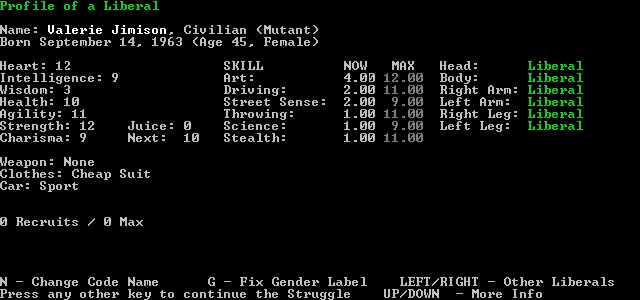 Profile of a Liberal
Name: Valerie Jimison, Civilian (Mutant)
Born September 14, 1963 (Age 45, Female)
Heart: 12 SKILL NOW MAX Head: Liberal
Intelligence: 9 Art: 4.00 12.00 Body: Liberal
Wisdom: 3 Driving: 2.00 11.00 Right Arm: Liberal
Health: 10 Street Sense: 2.00 9.00 Left Arm: Liberal
Agility: 11 Throwing: 1.00 11.00 Right Leg: Liberal
Strength: 12 Juice: 0 Science: 1.00 9.00 Left Leg: Liberal
Charisma: 9 Next: 10 Stealth: 1.00 11.00
Weapon: None
Clothes: Cheap Suit
Car: Sport
0 Recruits / 0 Max
N - Change Code Name G - Fix Gender Label LEFT/RIGHT - Other Liberals
Press any other key to continue the Struggle UP/DOWN - More Info